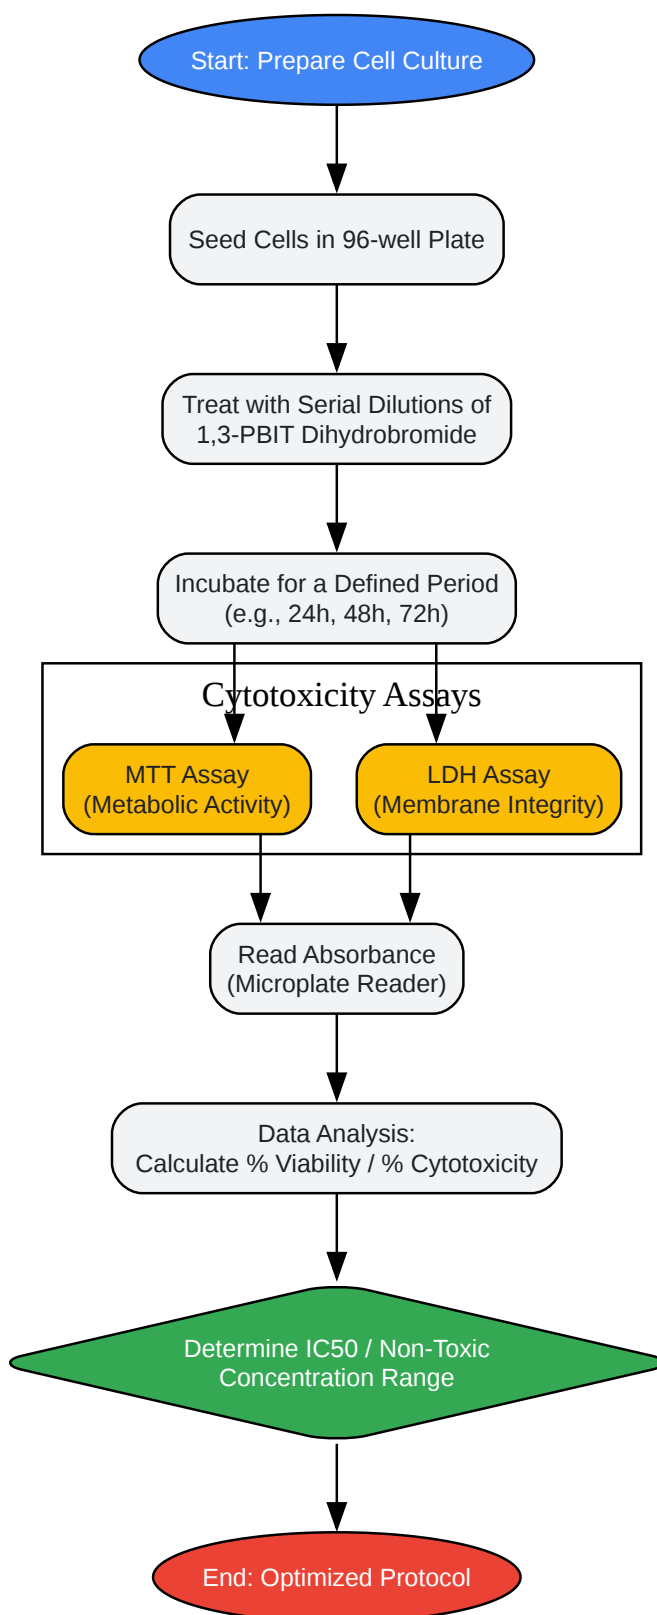 Start: Prepare Cell Culture
Seed Cells in 96-well Plate
Treat with Serial Dilutions of
1,3-PBIT Dihydrobromide
Incubate for a Defined Period
(e.g., 24h, 48h, 72h)
Cytotoxicity Assays
MTT Assay
(Metabolic Activity)
LDH Assay
(Membrane Integrity)
Read Absorbance
(Microplate Reader)
Data Analysis:
Calculate % Viability / % Cytotoxicity
Determine IC50 / Non-Toxic
Concentration Range
End: Optimized Protocol